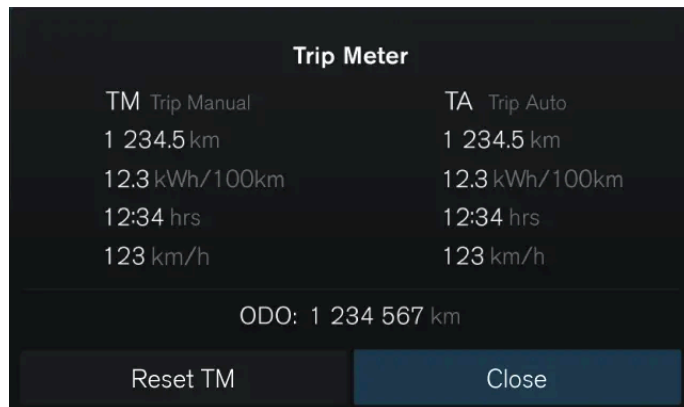 Trip Meter
TM Trip Manual
TA Trip Auto
1 234.5 km
1 234.5 km
12.3 kWh/100km
12.3 kWh/100km
12:34 hrs
12:34 hrs
123 km/h
123 km/h
ODO: 1 234 567 km
Reset TM
Close